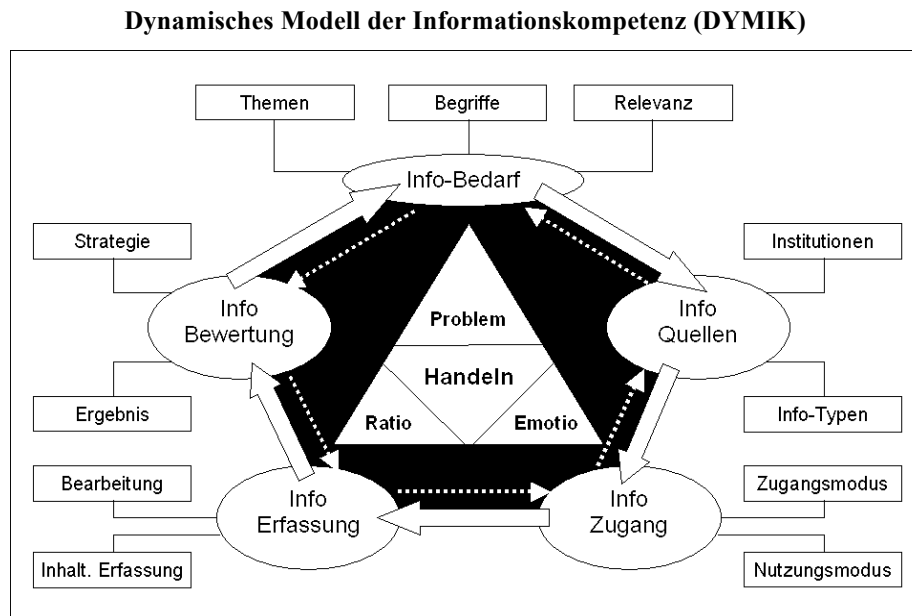 Dynamisches Modell der Informationskompetenz (DYMIK)
Themen
Begriffe
Relevanz
Info-Bedarf
Strategie
Institutionen
Info
Bewertung
Info
Quellen
Problem
Handeln
Ratio
Emotio
Ergebnis
Info-Typen
Bearbeitung
Zugangsmodus
Info
Erfassung
Info
Zugang
Inhalt. Erfassung
Nutzungsmodus